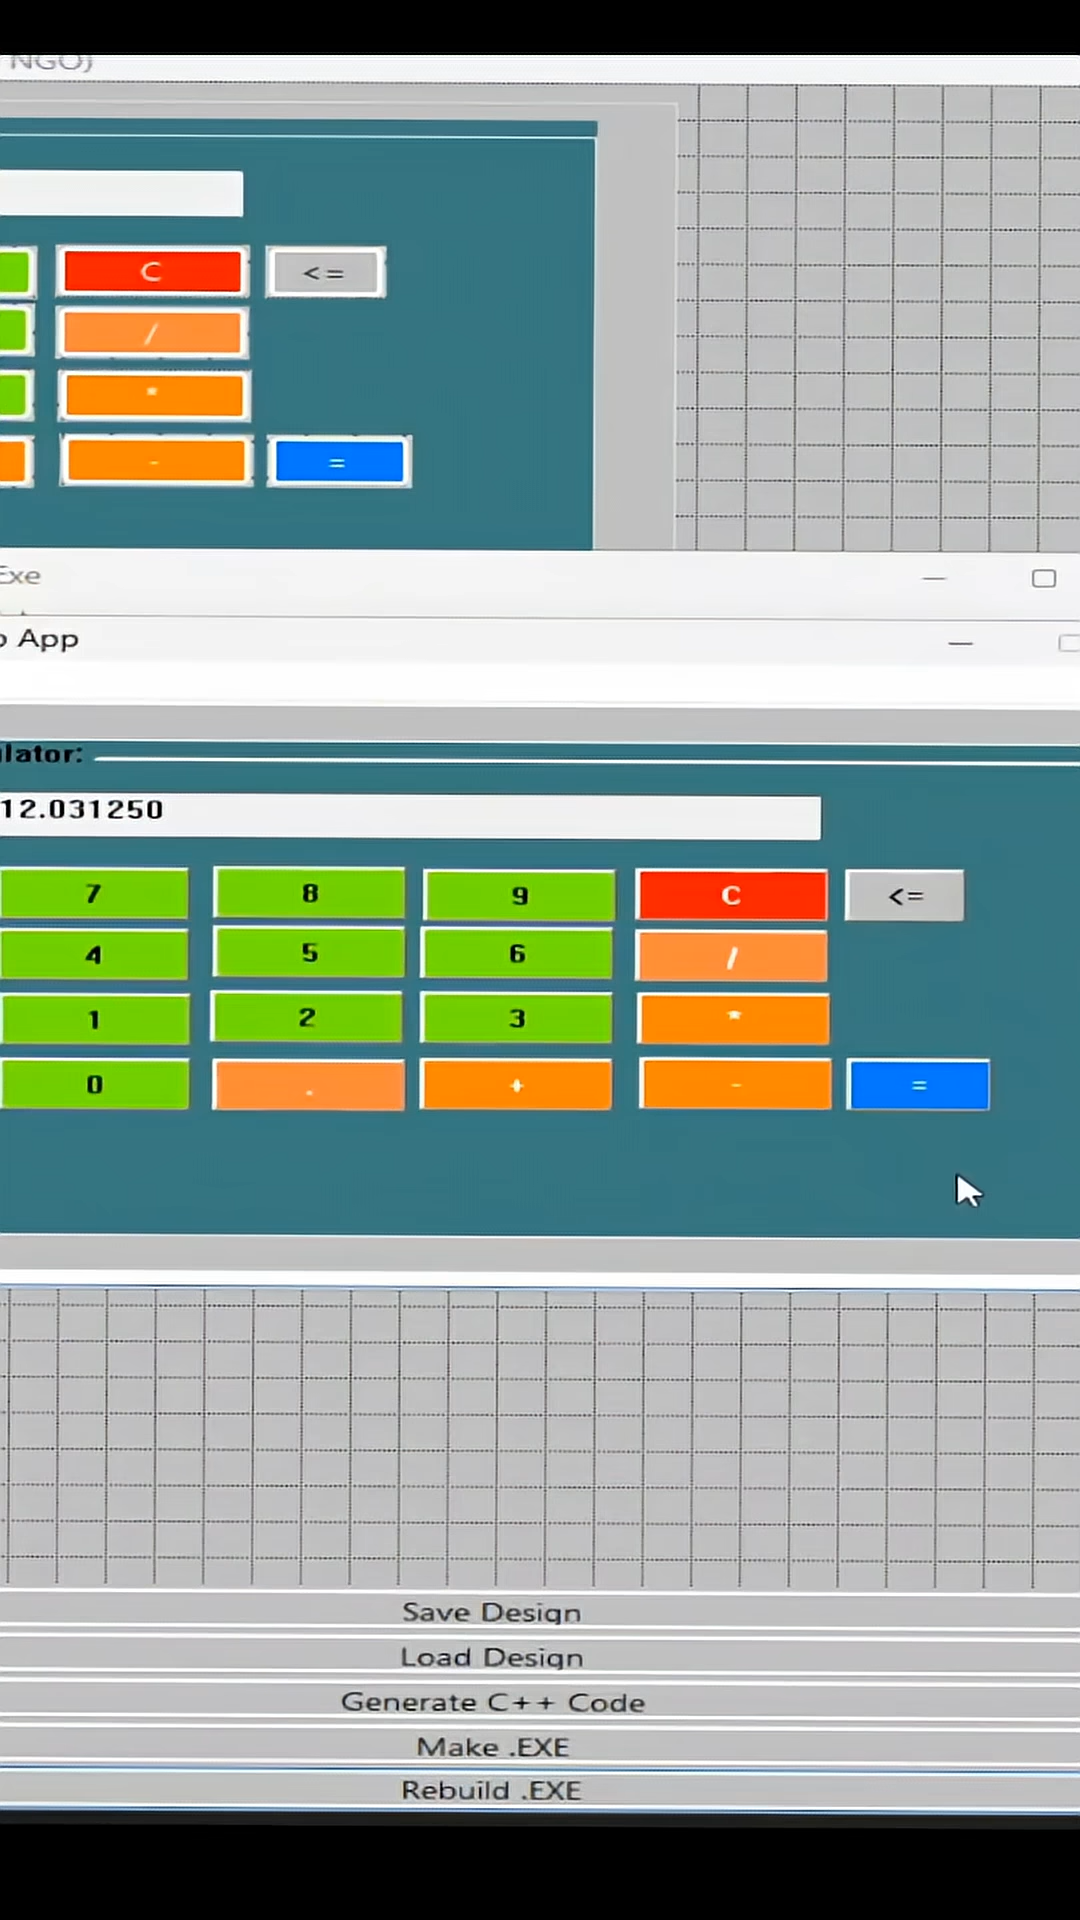 NGO)
C <=
/
*
- =
Exe
App
lator:
12.031250
7 8 9 C <=
4 5 6 /
1 2 3 *
0 . + - =
Save Design
Load Design
Generate C++ Code
Make .EXE
Rebuild .EXE